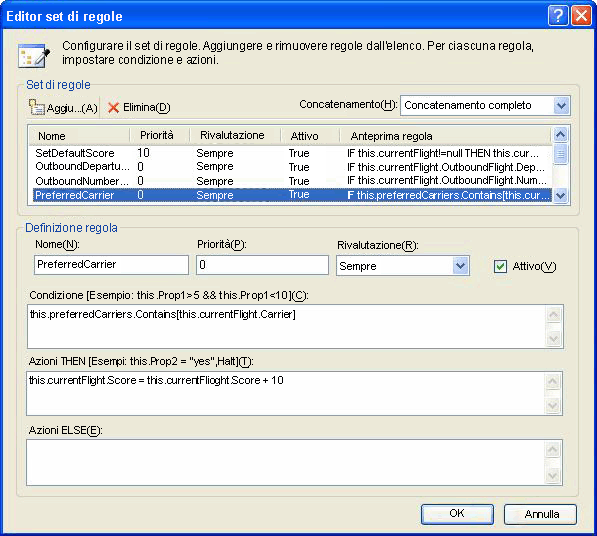 Editor set di regole
Configurare il set di regole. Aggiungere e rimuovere regole dall'elenco. Per ciascuna regola,
impostare condizione e azioni.
Set di regole
Aggiu...(A) Elimina(D) Concatenamento(H): Concatenamento completo
Nome Priorità Rivalutazione Attivo Anteprima regola
SetDefaultScore 10 Sempre True IF this.currentFlight!=null THEN this.cur...
OutboundDepartu... 0 Sempre True IF this.currentFlight.OutboundFlight.Dep...
OutboundNumber... 0 Sempre True IF this.currentFlight.OutboundFlight.Num...
PreferredCarrier 0 Sempre True IF this.preferredCarriers.Contains[this.cur...
Definizione regola
Nome(N): Priorità(P): Rivalutazione(R):
PreferredCarrier 0 Sempre Attivo(V)
Condizione [Esempio: this.Prop1>5 && this.Prop1<10](C):
this.preferredCarriers.Contains[this.currentFlight.Carrier]
Azioni THEN [Esempi: this.Prop2 = "yes",Halt](T):
this.currentFlight.Score = this.currentFlioght.Score + 10
Azioni ELSE(E):
OK Annulla